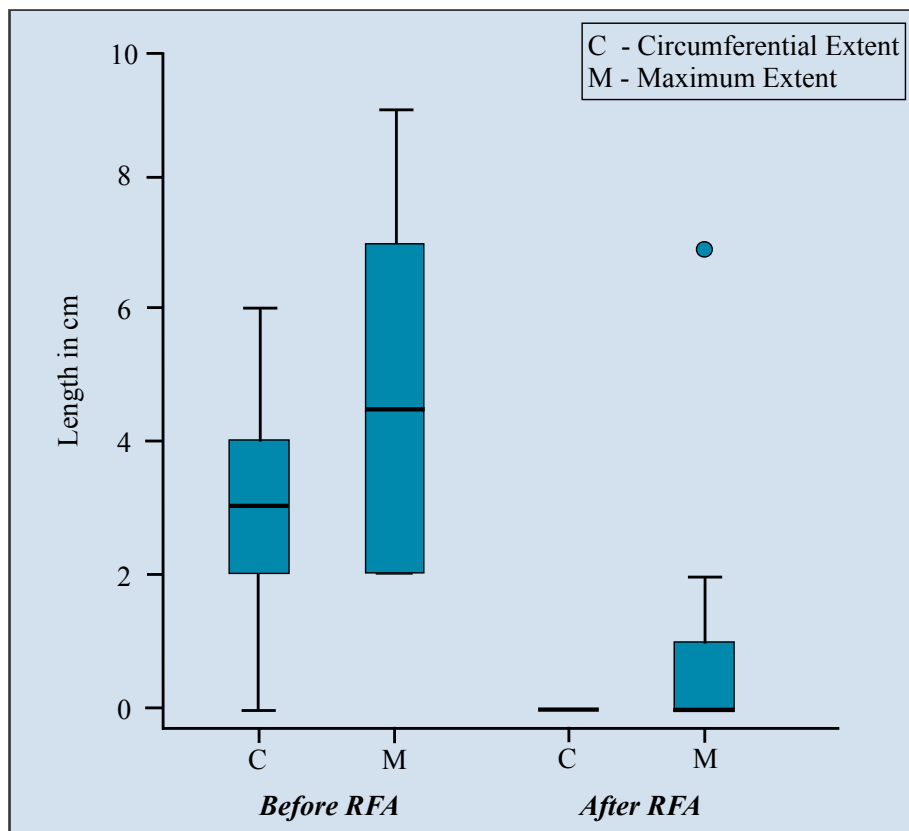 C - Circumferential Extent
M - Maximum Extent
10
8
6
4
2
0
Length in cm
C
M
C
M
Before RFA
After RFA